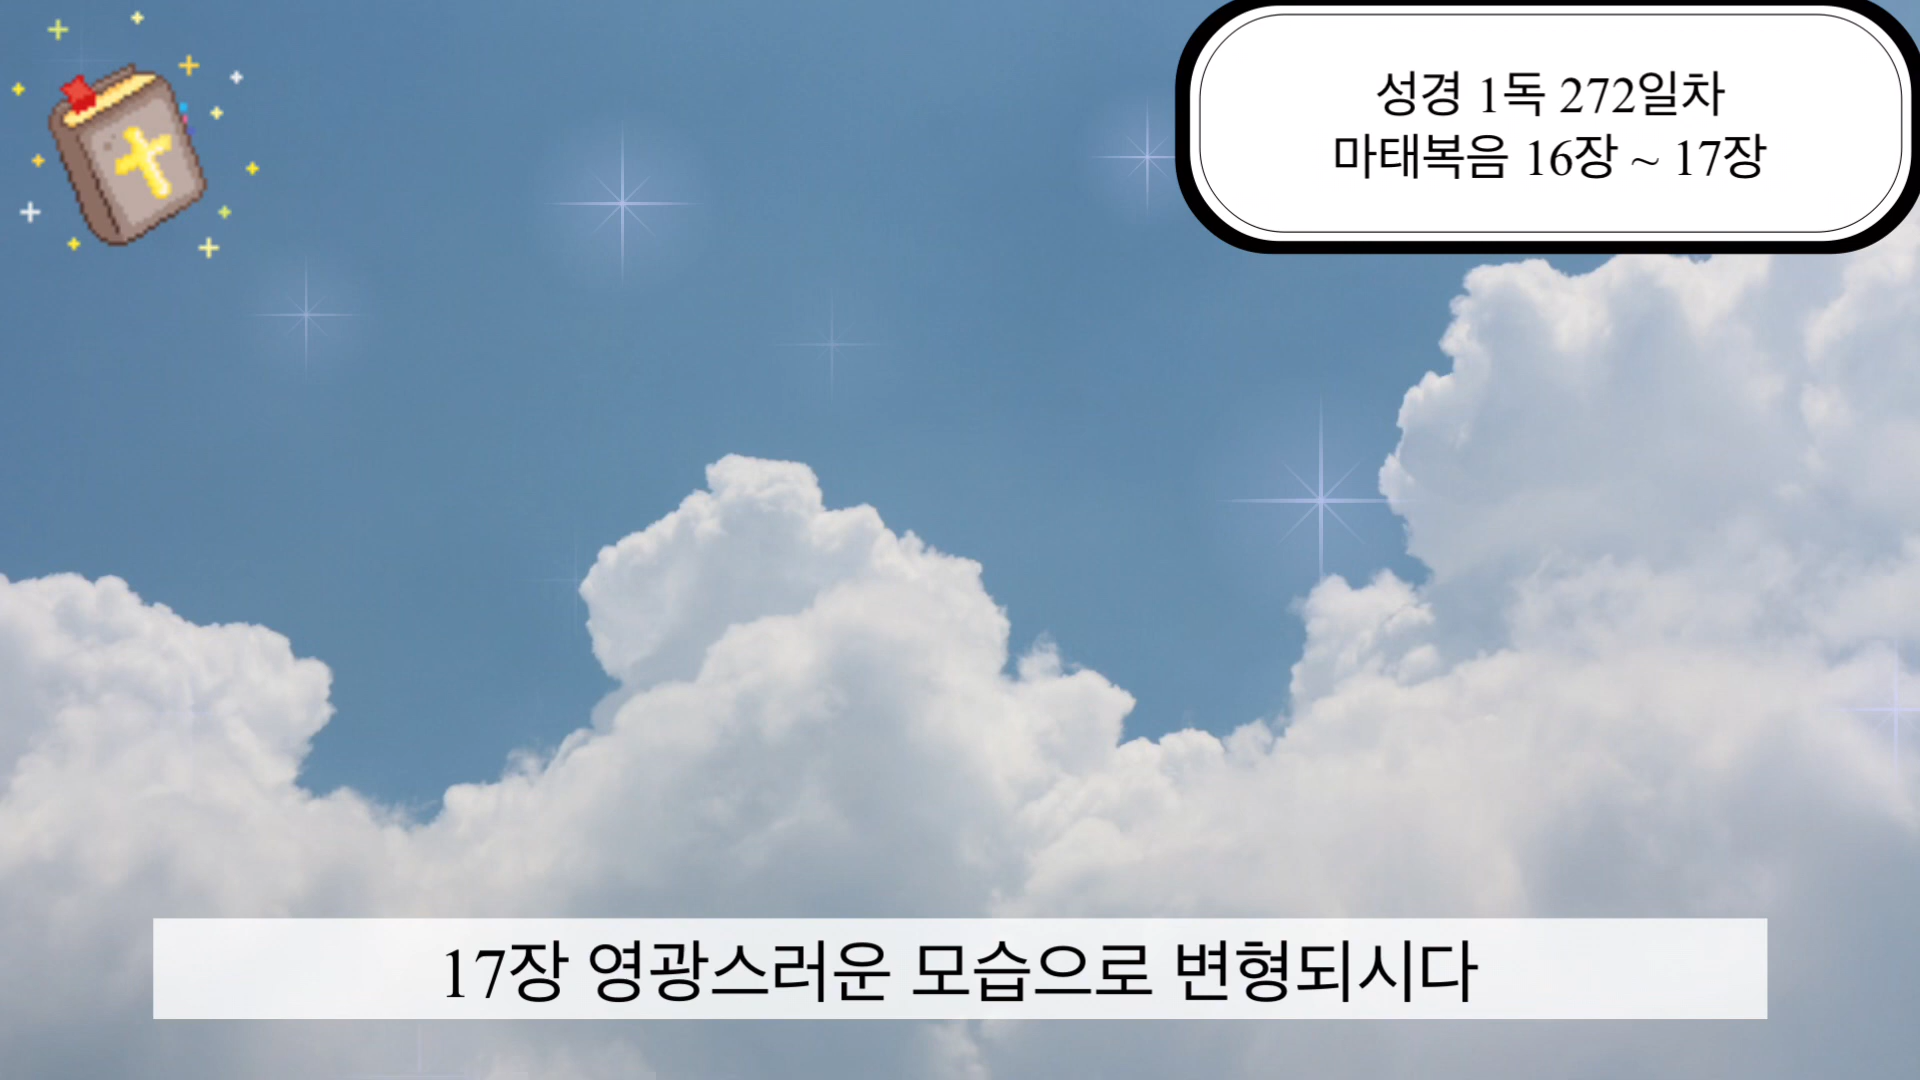 성경 1독 272일차
마태복음 16장 ~ 17장
17장 영광스러운 모습으로 변형되시다